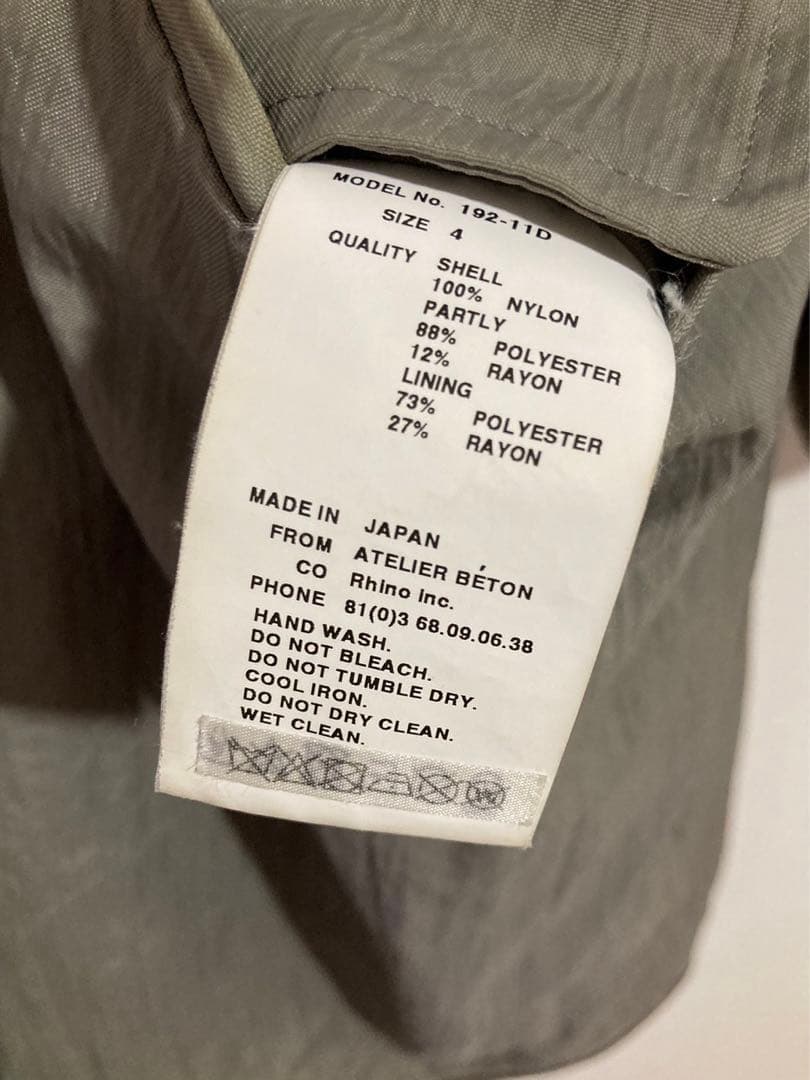 MODEL No. 192-11D
SIZE 4
QUALITY SHELL
100% NYLON
PARTLY
88% POLYESTER
12% RAYON
LINING
73% POLYESTER
27% RAYON
MADE IN JAPAN
FROM ATELIER BÉTON
CO Rhino inc.
PHONE 81(0)3 68.09.06.38
HAND WASH.
DO NOT BLEACH.
DO NOT TUMBLE DRY.
COOL IRON.
DO NOT DRY CLEAN.
WET CLEAN.